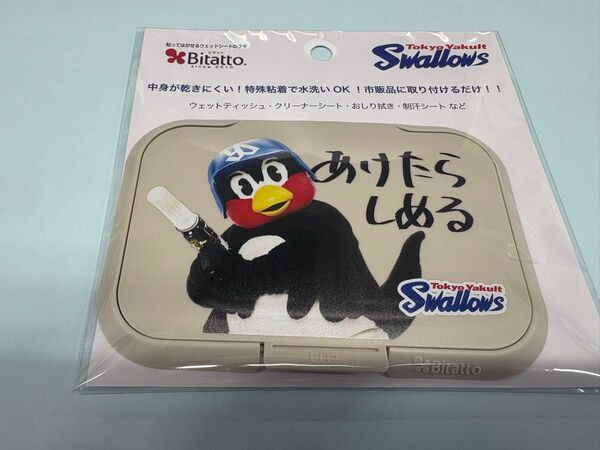 貼ってはがせるウェットシートのフタ
ビタット
Bitatto.
since 2010
Tokyo Yakult
Swallows
中身が乾きにくい！特殊粘着で水洗いOK！市販品に取り付けるだけ！！
ウェットティッシュ・クリーナーシート・おしり拭き・制汗シート など
あけたら
しめる
Tokyo Yakult
Swallows
UP
Bitatto